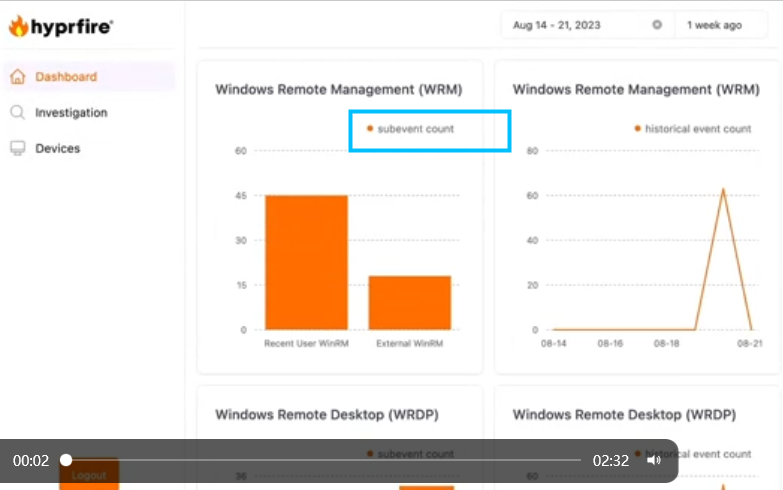 hyprfire®
Aug 14 - 21, 2023
1 week ago
Dashboard
Investigation
Devices
Windows Remote Management (WRM)
subevent count
60
45
30
15
0
Recent User WinRM
External WinRM
Windows Remote Management (WRM)
historical event count
80
60
40
20
0
08-14
08-16
08-18
08-21
Windows Remote Desktop (WRDP)
subevent count
36
Windows Remote Desktop (WRDP)
historical event count
60
00:02
02:32
Logout